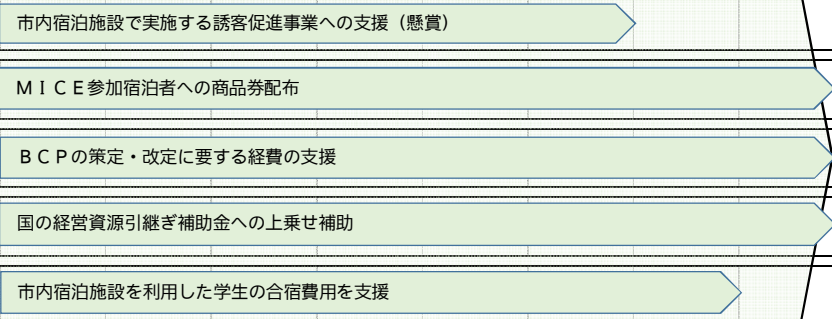 市内宿泊施設で実施する誘客促進事業への支援（懸賞）
ＭＩＣＥ参加宿泊者への商品券配布
ＢＣＰの策定・改定に要する経費の支援
国の経営資源引継ぎ補助金への上乗せ補助
市内宿泊施設を利用した学生の合宿費用を支援